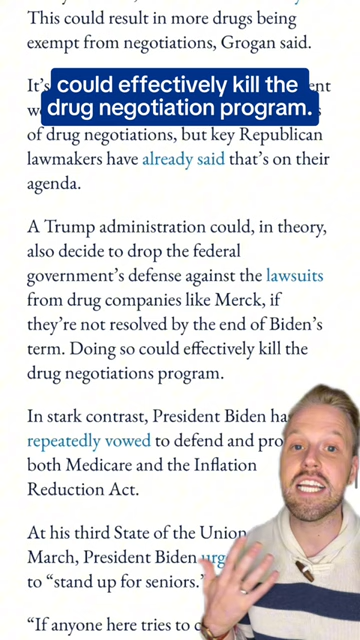 This could result in more drugs being
exempt from negotiations, Grogan said.
It's
could effectively kill the
drug negotiation program.
of drug negotiations, but key Republican
lawmakers have already said that's on their
agenda.
A Trump administration could, in theory,
also decide to drop the federal
government's defense against the lawsuits
from drug companies like Merck, if
they're not resolved by the end of Biden's
term. Doing so could effectively kill the
drug negotiations program.
In stark contrast, President Biden
repeatedly vowed to defend and
both Medicare and the Inflation
Reduction Act.
At his third State of the Union
March, President Biden
to "stand up for seniors."
"If anyone here tries to